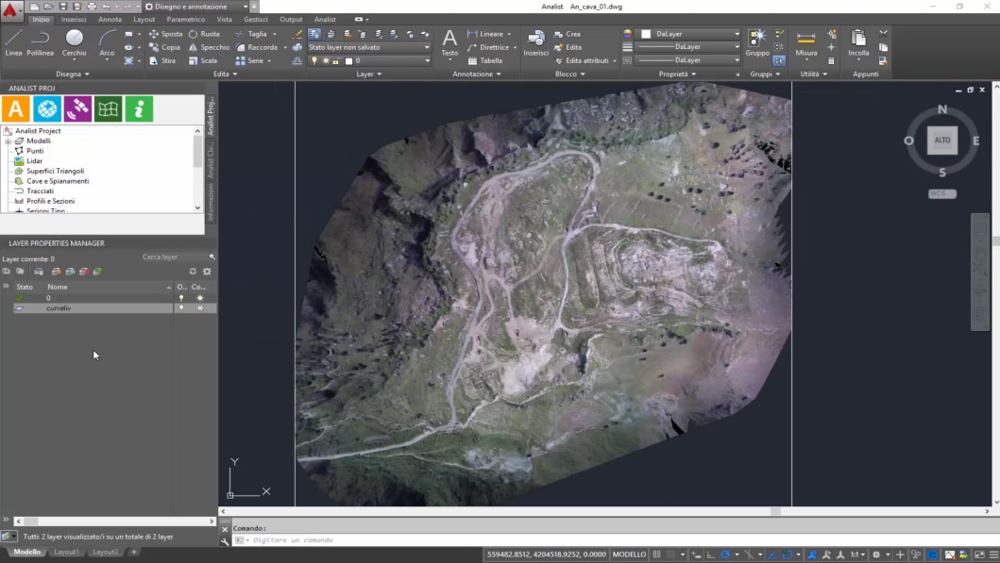 Disegno e annotazione
Analist An_cava_01.dwg
Inizio Inserisci Annota Layout Parametrico Vista Gestisci Output Analist
Linea Polilinea Cerchio Arco
Sposta Ruota Taglia
Copia Specchio Raccorda
Stira Scala Serie
Stato layer non salvato
0
Testo Lineare
Direttrice
Tabella
Inserisci Crea
Modifica
Modifica attributi
DaLayer
DaLayer
DaLayer
Gruppo Misura Incolla
Disegna Edita Layer Annotazione Blocco Proprietà Gruppi Utilità Appunti
ANALIST PROJ
Analist Project
Modelli
Punti
Lidar
Superfici Triangoli
Cave e Spianamenti
Tracciati
Profili e Sezioni
Sezioni Tipo
Analist Proj...
Analist Clo...
Informazioni
LAYER PROPERTIES MANAGER
Layer corrente: 0
Cerca layer
Stato Nome O... Co...
0
curveliv
Tutti: 2 layer visualizzato/i su un totale di 2 layer
N
O ALTO E
S
WCS
Y
X
Comando:
Digitare un comando
Modello Layout1 Layout2 +
559482.8512, 4204518.9252, 0.0000 MODELLO
1:1